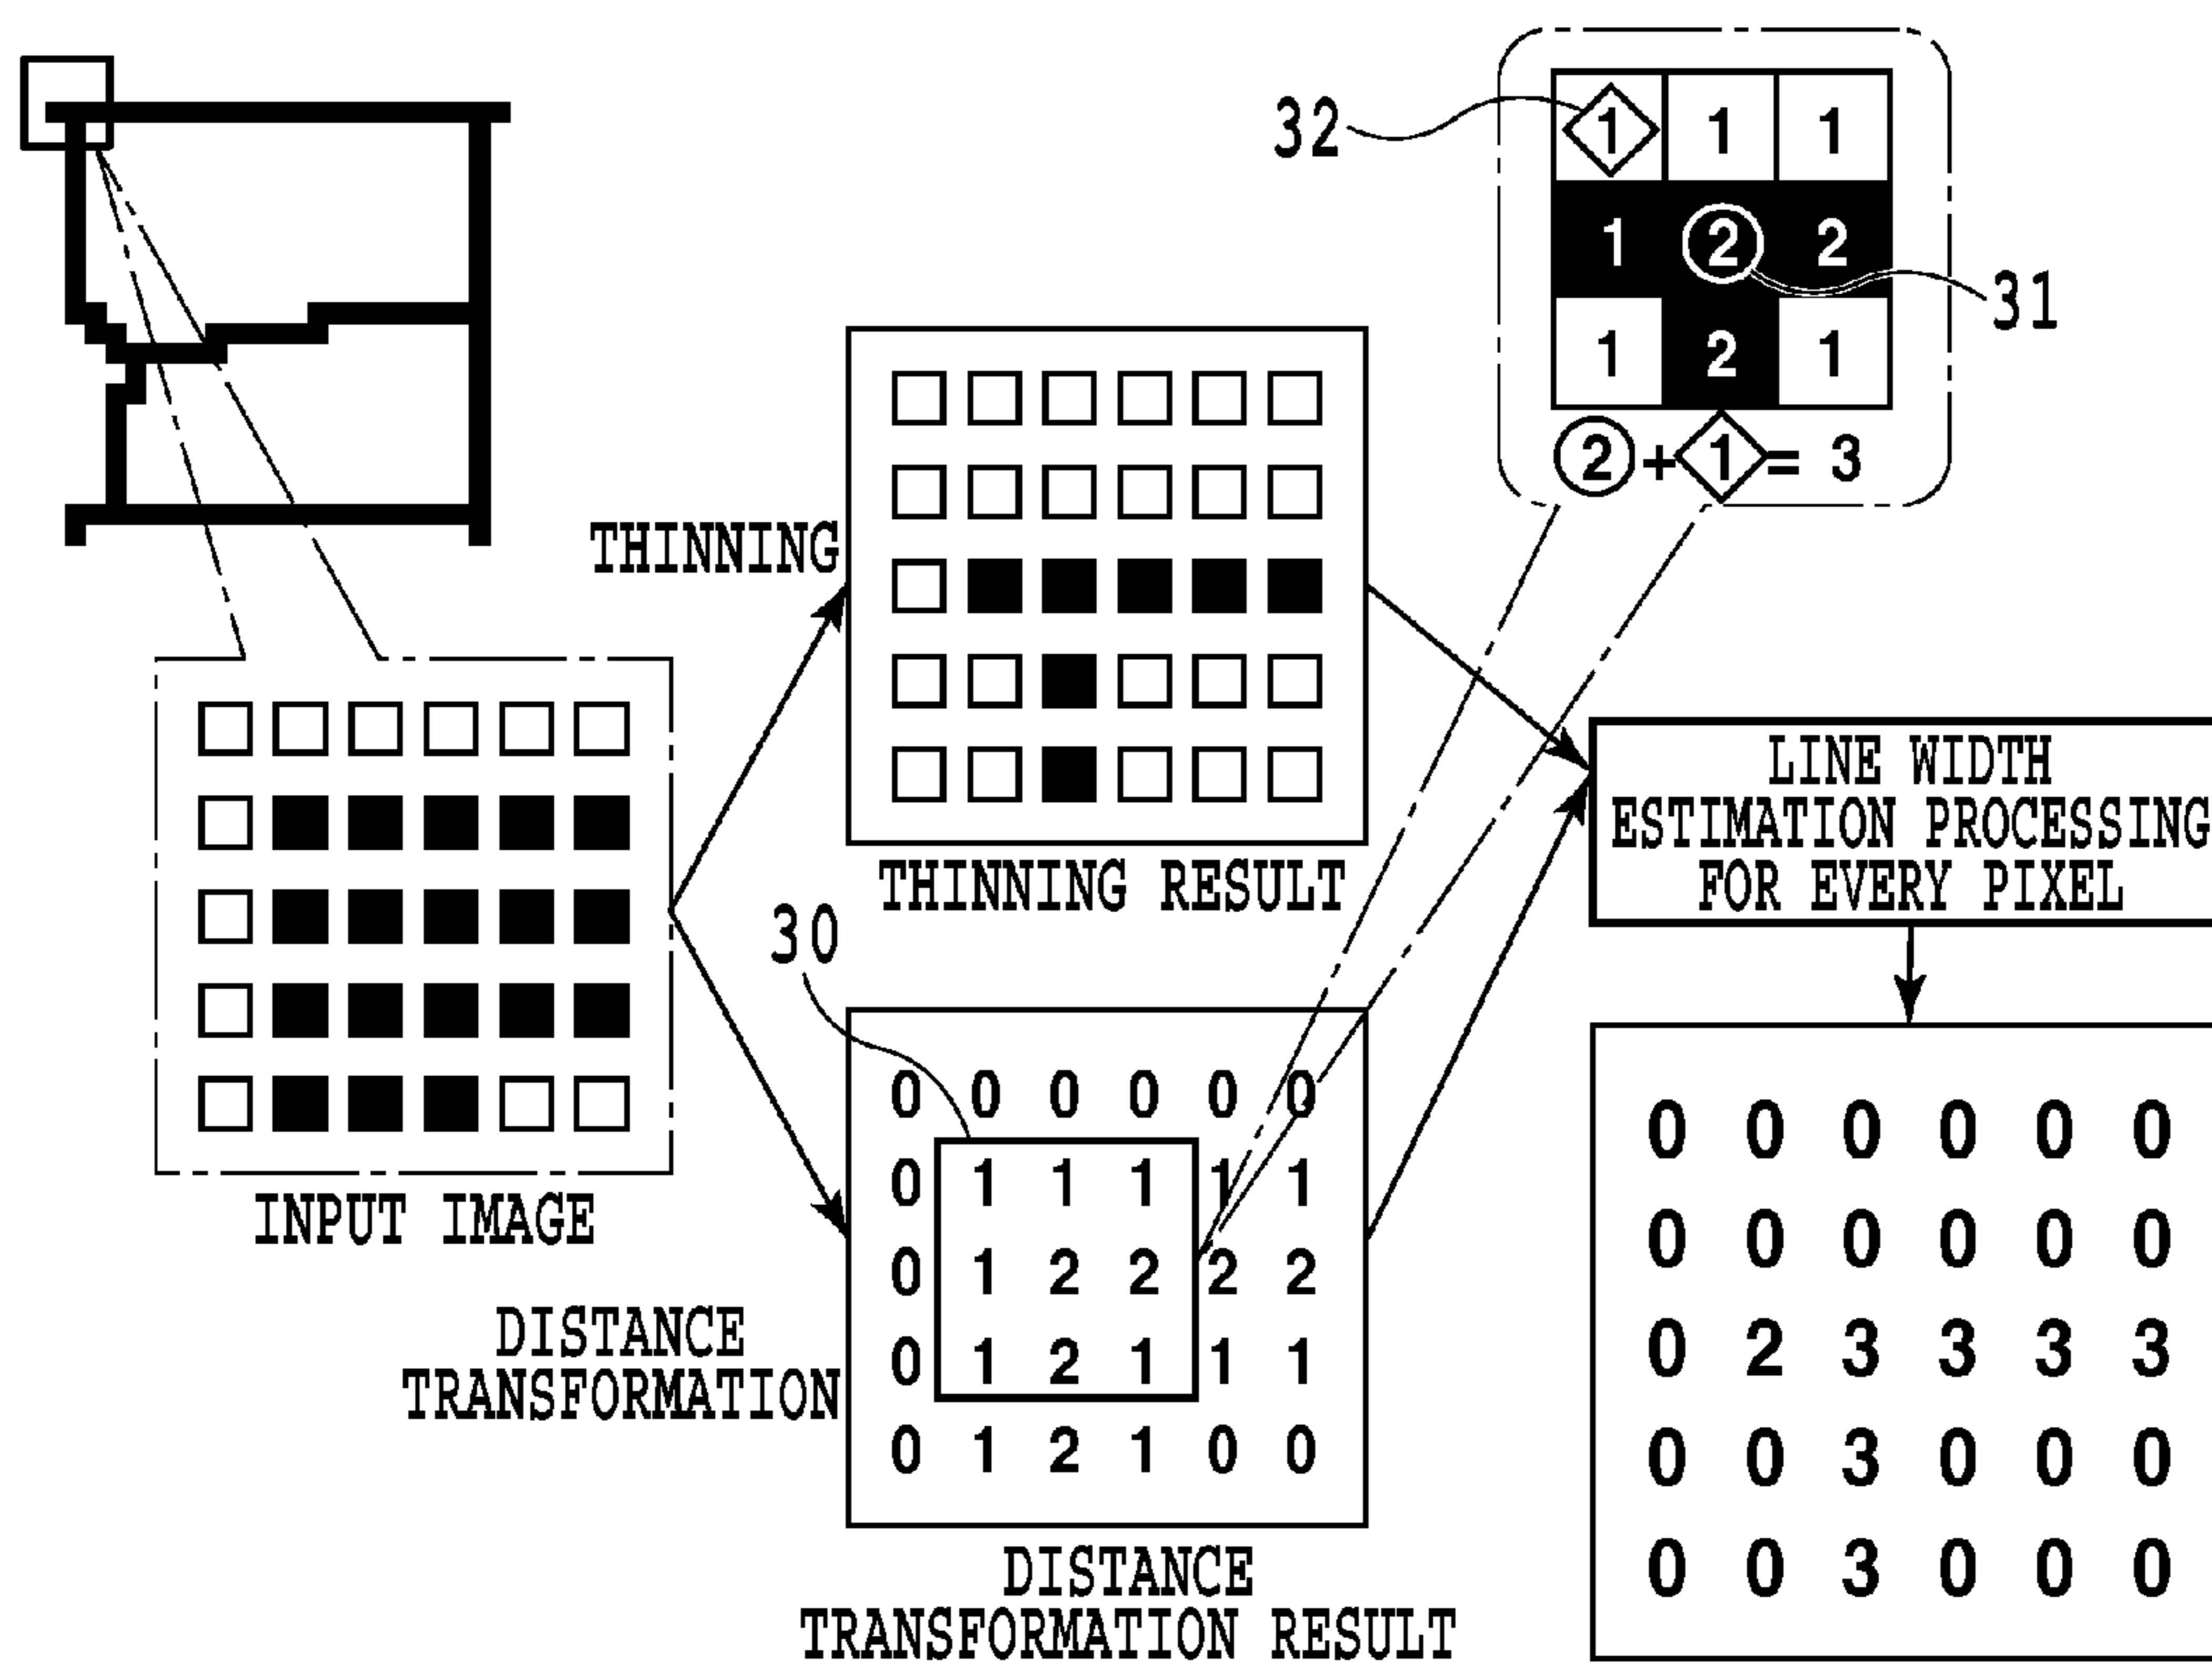 32
1 1 1
1 2 2
31
1 2 1
2 + 1 = 3
THINNING
THINNING RESULT
LINE WIDTH
ESTIMATION PROCESSING
FOR EVERY PIXEL
30
INPUT IMAGE
DISTANCE
TRANSFORMATION
0 0 0 0 0 0
0 1 1 1 1 1
0 1 2 2 2 2
0 1 2 1 1 1
0 1 2 1 0 0
DISTANCE
TRANSFORMATION RESULT
0 0 0 0 0 0
0 0 0 0 0 0
0 2 3 3 3 3
0 0 3 0 0 0
0 0 3 0 0 0